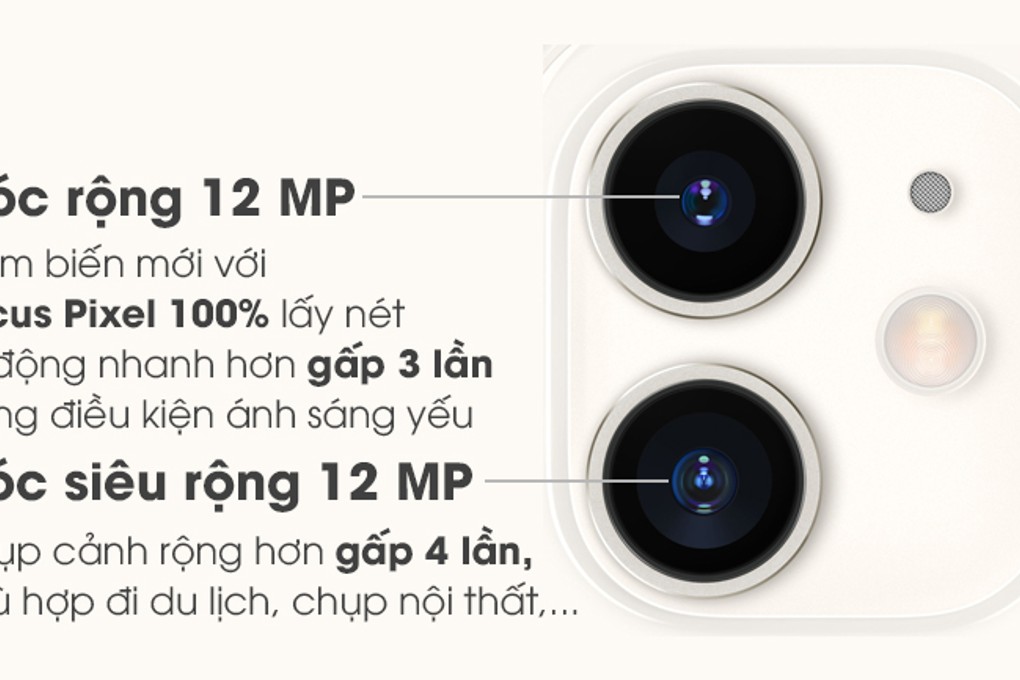 óc rộng 12 MP
m biến mới với
cus Pixel 100% lấy nét
động nhanh hơn gấp 3 lần
ng điều kiện ánh sáng yếu
óc siêu rộng 12 MP
ụp cảnh rộng hơn gấp 4 lần,
ù hợp đi du lịch, chụp nội thất,...